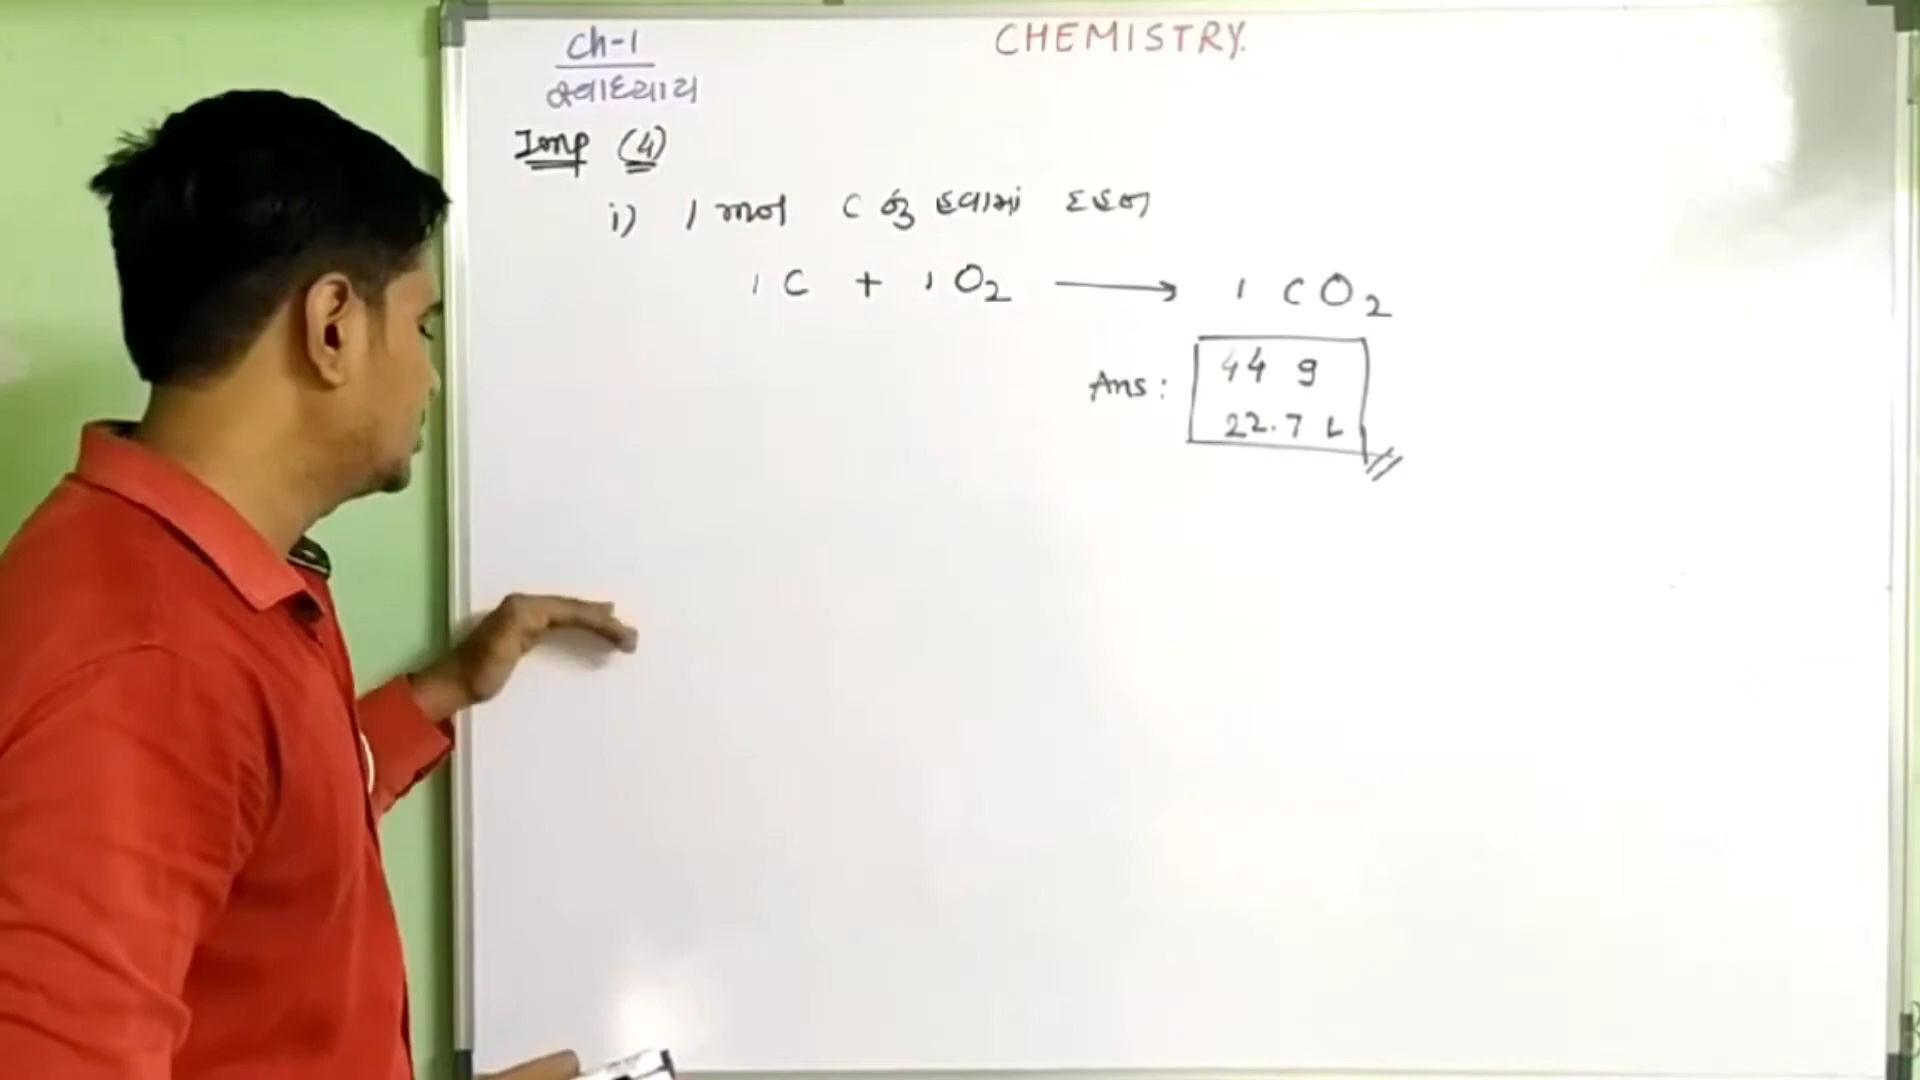 CHEMISTRY.
Ch-1
સ્વાધ્યાય
Imp (4)
i) 1 મોલ C નું હવામાં દહન
1 C + 1 O2 ⟶ 1 CO2
Ans: 44 g
22.7 L